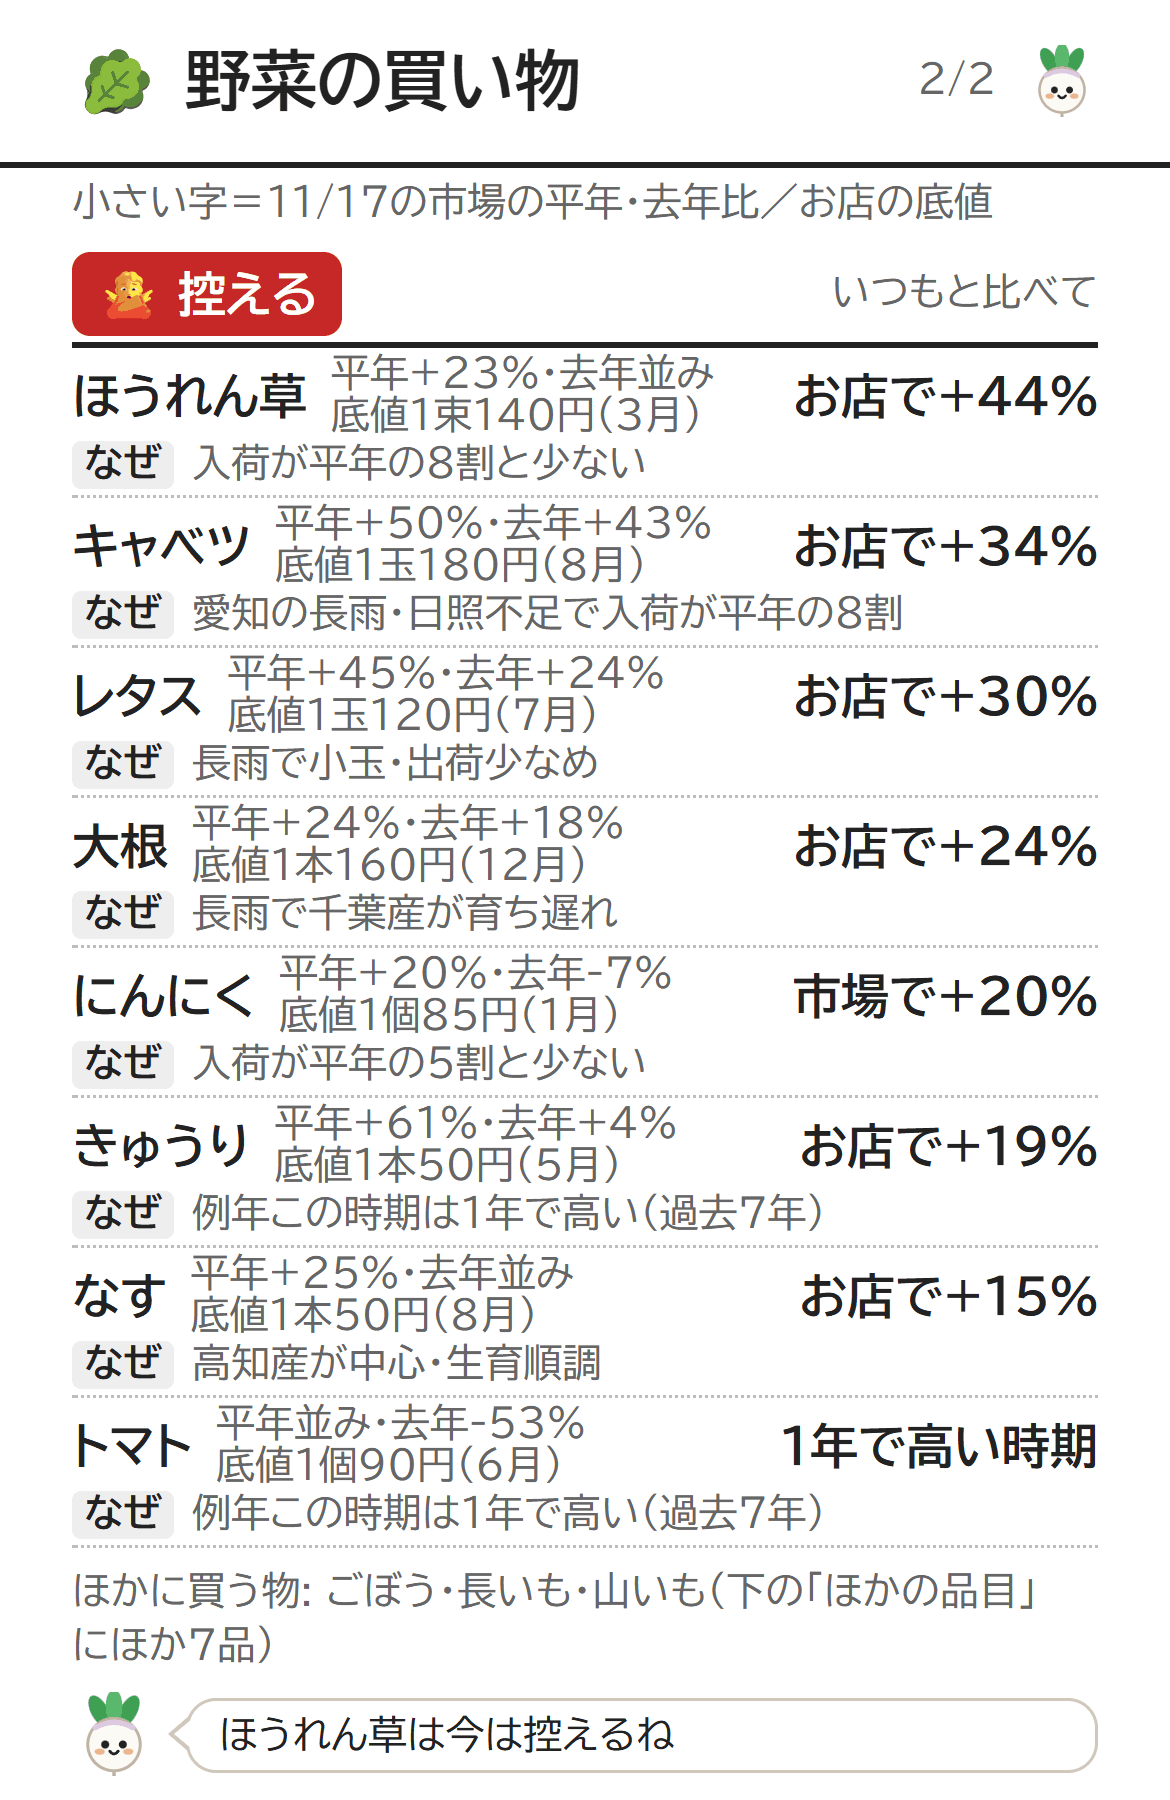 野菜の買い物
2/2
小さい字＝11/17の市場の平年・去年比／お店の底値
控える
いつもと比べて
ほうれん草 平年+23%・去年並み
底値1束140円(3月)
お店で+44%
なぜ 入荷が平年の8割と少ない
キャベツ 平年+50%・去年+43%
底値1玉180円(8月)
お店で+34%
なぜ 愛知の長雨・日照不足で入荷が平年の8割
レタス 平年+45%・去年+24%
底値1玉120円(7月)
お店で+30%
なぜ 長雨で小玉・出荷少なめ
大根 平年+24%・去年+18%
底値1本160円(12月)
お店で+24%
なぜ 長雨で千葉産が育ち遅れ
にんにく 平年+20%・去年-7%
底値1個85円(1月)
市場で+20%
なぜ 入荷が平年の5割と少ない
きゅうり 平年+61%・去年+4%
底値1本50円(5月)
お店で+19%
なぜ 例年この時期は1年で高い(過去7年)
なす 平年+25%・去年並み
底値1本50円(8月)
お店で+15%
なぜ 高知産が中心・生育順調
トマト 平年並み・去年-53%
底値1個90円(6月)
1年で高い時期
なぜ 例年この時期は1年で高い(過去7年)
ほかに買う物: ごぼう・長いも・山いも(下の「ほかの品目」
にほか7品)
ほうれん草は今は控えるね